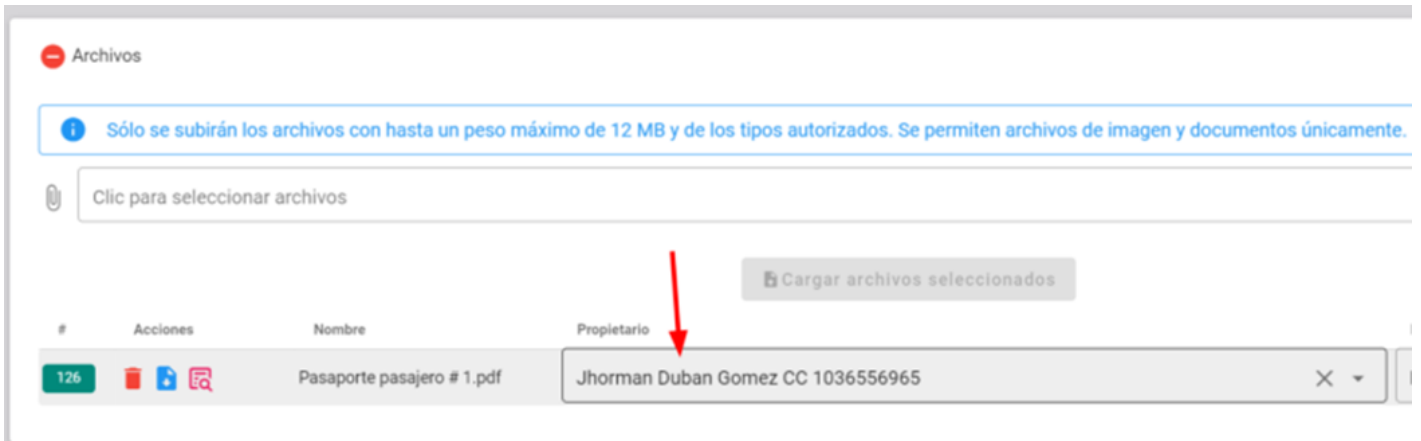 Archivos
Sólo se subirán los archivos con hasta un peso máximo de 12 MB y de los tipos autorizados. Se permiten archivos de imagen y documentos únicamente.
Clic para seleccionar archivos
Cargar archivos seleccionados
# Acciones Nombre Propietario
126 Pasaporte pasajero # 1.pdf Jhorman Duban Gomez CC 1036556965